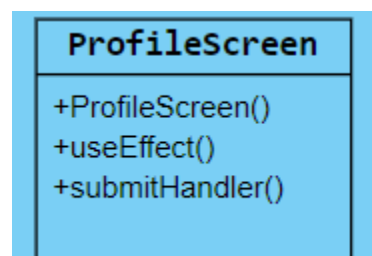 ProfileScreen
+ProfileScreen()
+useEffect()
+submitHandler()